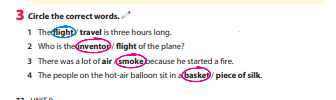 3 Circle the correct words.
1 The flight / travel is three hours long.
2 Who is the inventor / flight of the plane?
3 There was a lot of air / smoke because he started a fire.
4 The people on the hot-air balloon sit in a basket / piece of silk.